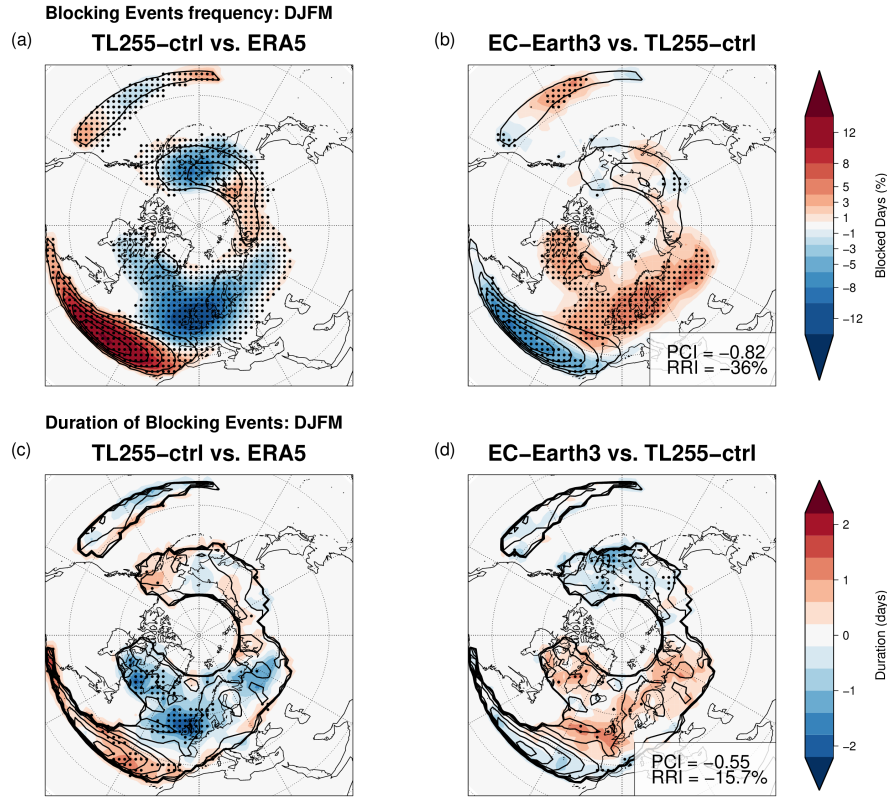 Blocking Events frequency: DJFM
(a)
TL255−ctrl vs. ERA5
(b)
EC−Earth3 vs. TL255−ctrl
PCI = −0.82
RRI = −36%
12
8
5
3
1
−1
−3
−5
−8
−12
Blocked Days (%)
Duration of Blocking Events: DJFM
(c)
TL255−ctrl vs. ERA5
(d)
EC−Earth3 vs. TL255−ctrl
PCI = −0.55
RRI = −15.7%
2
1
0
−1
−2
Duration (days)